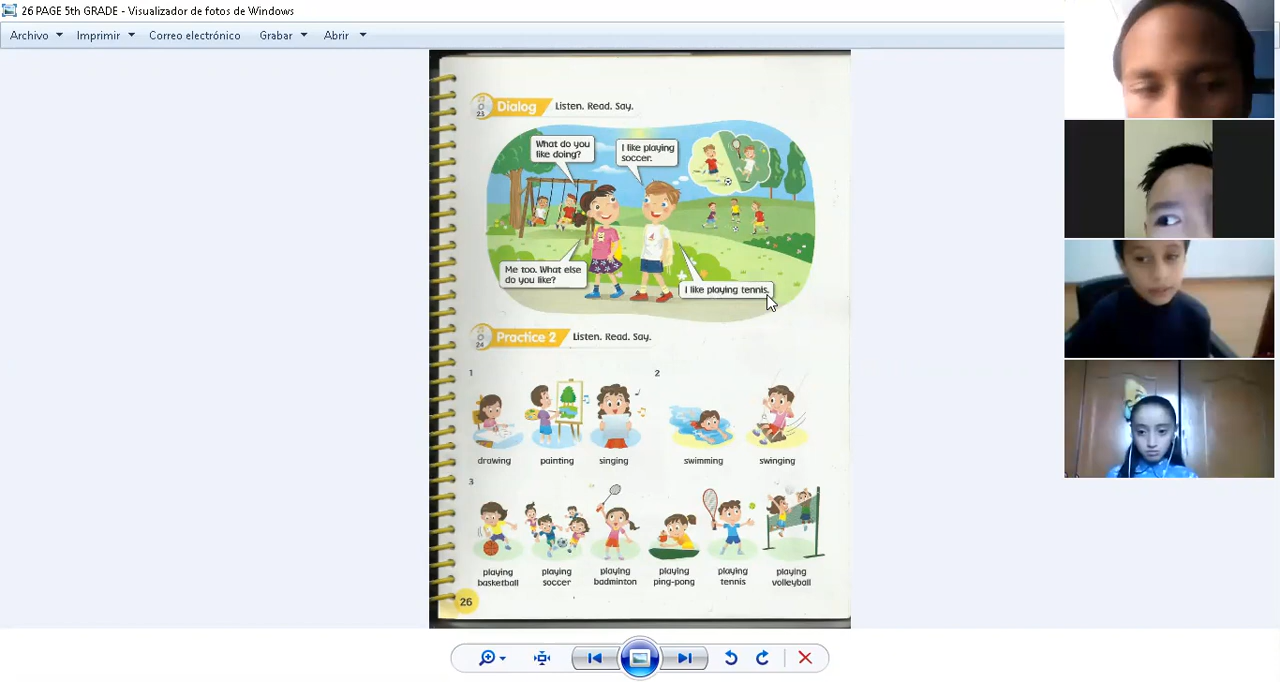 26 PAGE 5th GRADE - Visualizador de fotos de Windows
Archivo Imprimir Correo electrónico Grabar Abrir
23 Dialog Listen. Read. Say.
What do you
like doing?
I like playing
soccer.
Me too. What else
do you like?
I like playing tennis.
24 Practice 2 Listen. Read. Say.
1
drawing painting singing
2
swimming swinging
3
playing
basketball
playing
soccer
playing
badminton
playing
ping-pong
playing
tennis
playing
volleyball
26